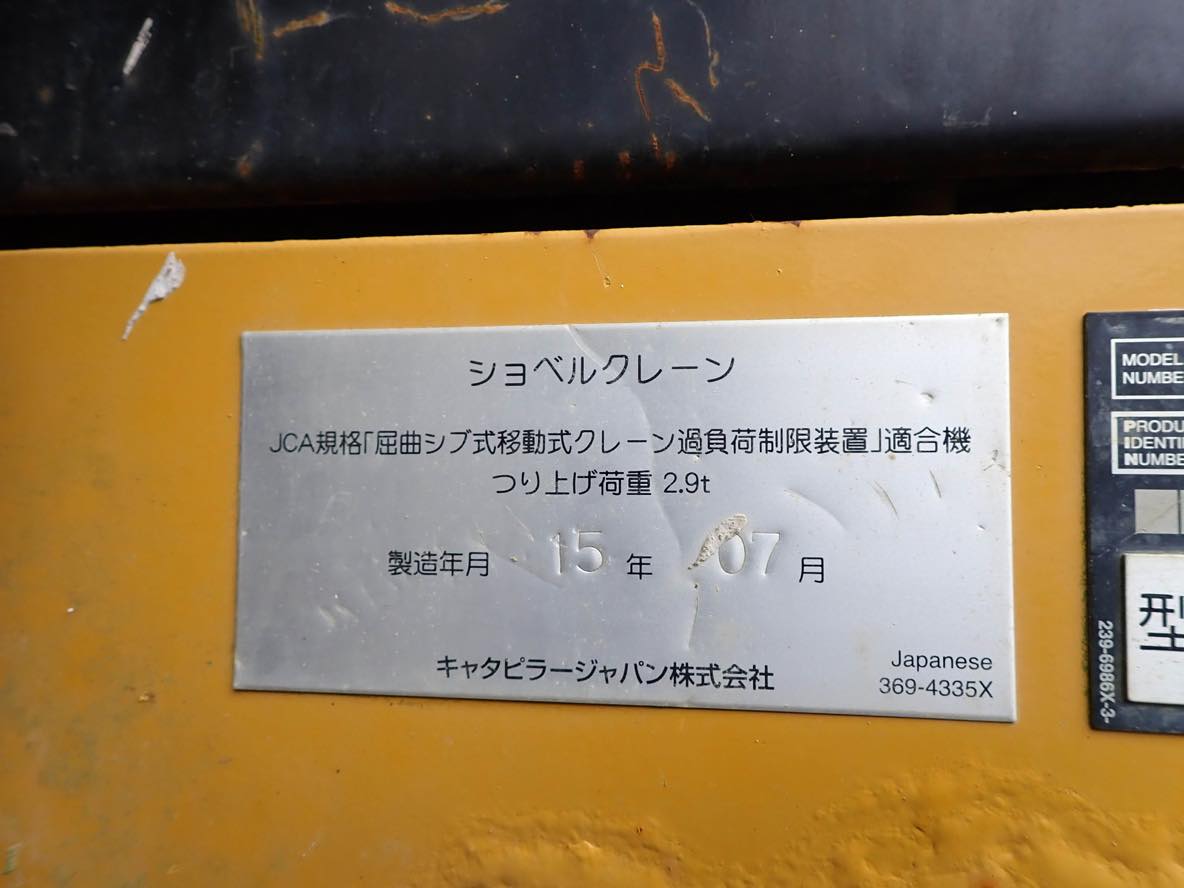 ショベルクレーン
JCA規格「屈曲ジブ式移動式クレーン過負荷制限装置」適合機
つり上げ荷重 2.9t
製造年月 15 年 07 月
キャタピラージャパン株式会社
Japanese
369-4335X
MODEL
NUMBE
PRODU
IDENTI
NUMBE
型
239-6986X-3-